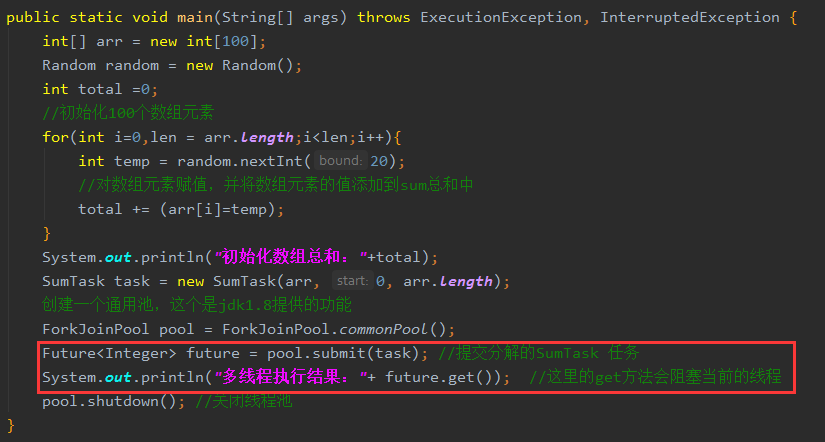 public static void main(String[] args) throws ExecutionException, InterruptedException {
int[] arr = new int[100];
Random random = new Random();
int total =0;
//初始化100个数组元素
for(int i=0,len = arr.length;i<len;i++){
int temp = random.nextInt( bound: 20);
//对数组元素赋值，并将数组元素的值添加到sum总和中
total += (arr[i]=temp);
}
System.out.println("初始化数组总和："+total);
SumTask task = new SumTask(arr, start: 0, arr.length);
创建一个通用池，这个是jdk1.8提供的功能
ForkJoinPool pool = ForkJoinPool.commonPool();
Future<Integer> future = pool.submit(task); //提交分解的SumTask 任务
System.out.println("多线程执行结果："+ future.get()); //这里的get方法会阻塞当前的线程
pool.shutdown(); //关闭线程池
}